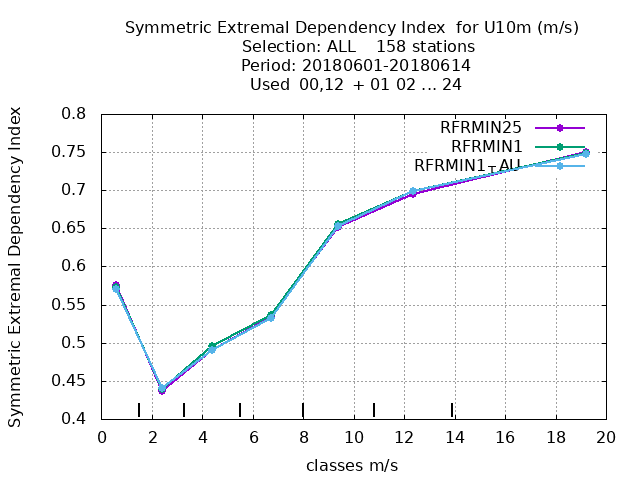 Symmetric Extremal Dependency Index  for U10m (m/s)
Selection: ALL    158 stations
Period: 20180601-20180614
Used  00,12  + 01 02 ... 24
Symmetric Extremal Dependency Index
0.8
0.75
0.7
0.65
0.6
0.55
0.5
0.45
0.4
RFRMIN25
RFRMIN1
RFRMIN1_AU
0 2 4 6 8 10 12 14 16 18 20
classes m/s